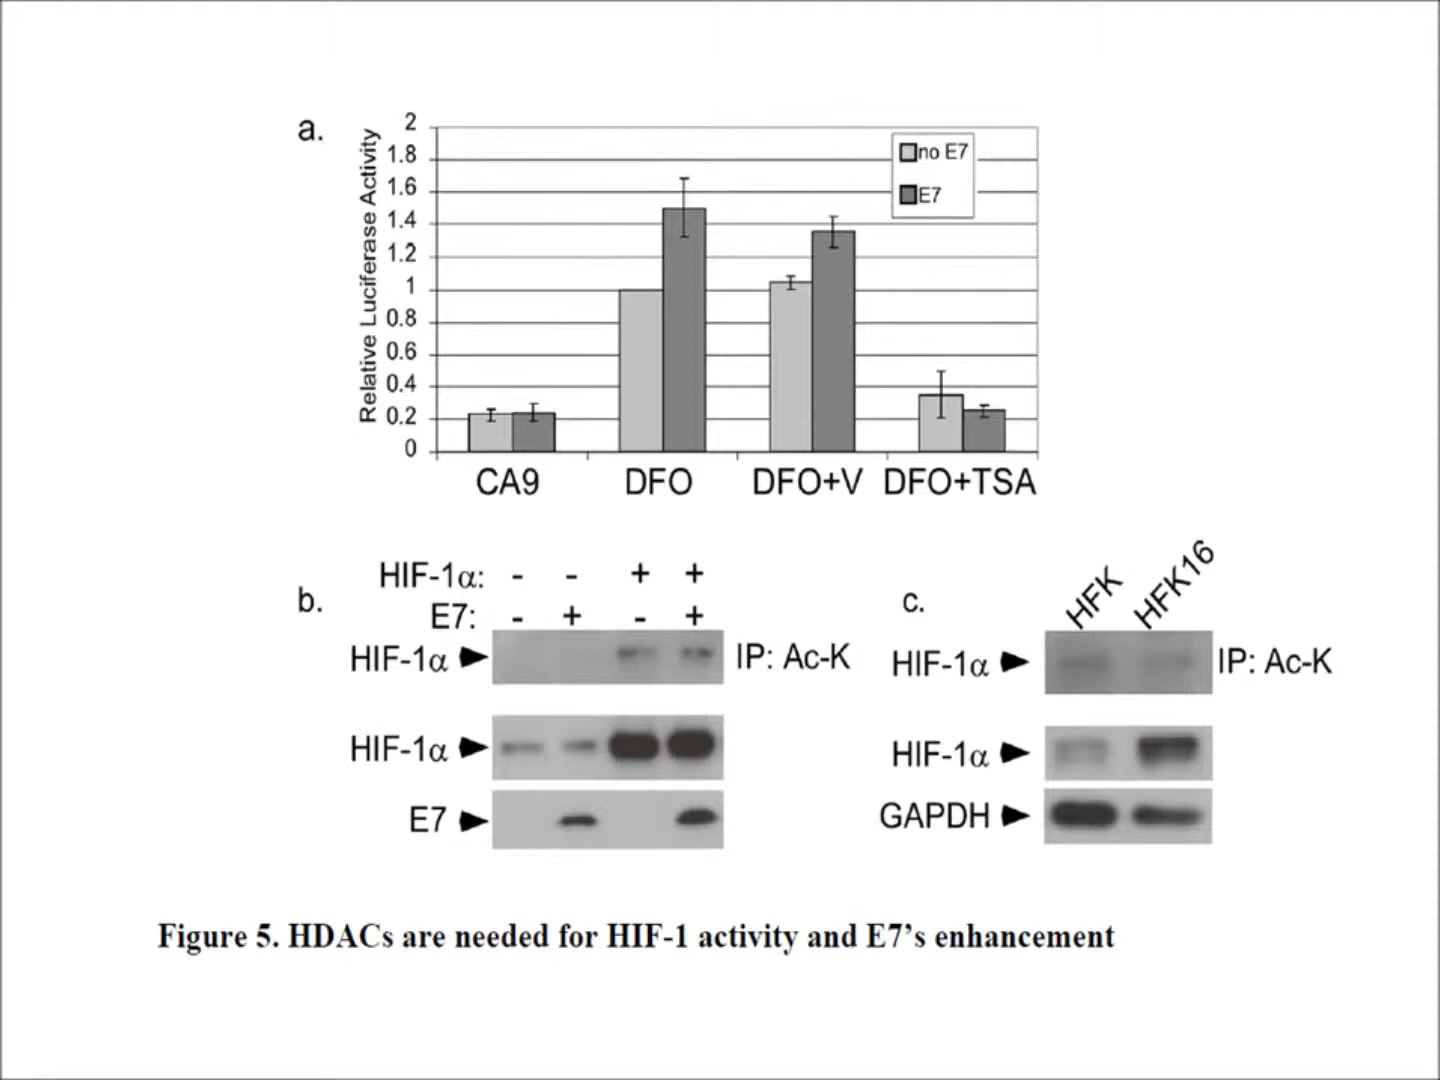 a.
Relative Luciferase Activity
2
1.8
1.6
1.4
1.2
1
0.8
0.6
0.4
0.2
0
no E7
E7
CA9 DFO DFO+V DFO+TSA
b.
HIF-1α: - - + +
E7: - + - +
HIF-1α IP: Ac-K
HIF-1α
E7
c.
HFK HFK16
HIF-1α IP: Ac-K
HIF-1α
GAPDH
Figure 5. HDACs are needed for HIF-1 activity and E7’s enhancement